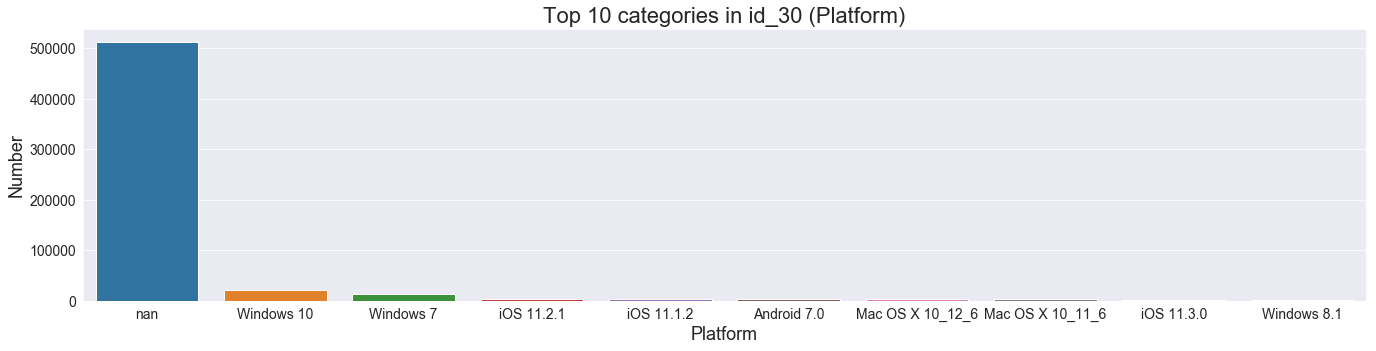 Top 10 categories in id_30 (Platform)
Number
500000
400000
300000
200000
100000
0
nan Windows 10 Windows 7 iOS 11.2.1 iOS 11.1.2 Android 7.0 Mac OS X 10_12_6 Mac OS X 10_11_6 iOS 11.3.0 Windows 8.1
Platform